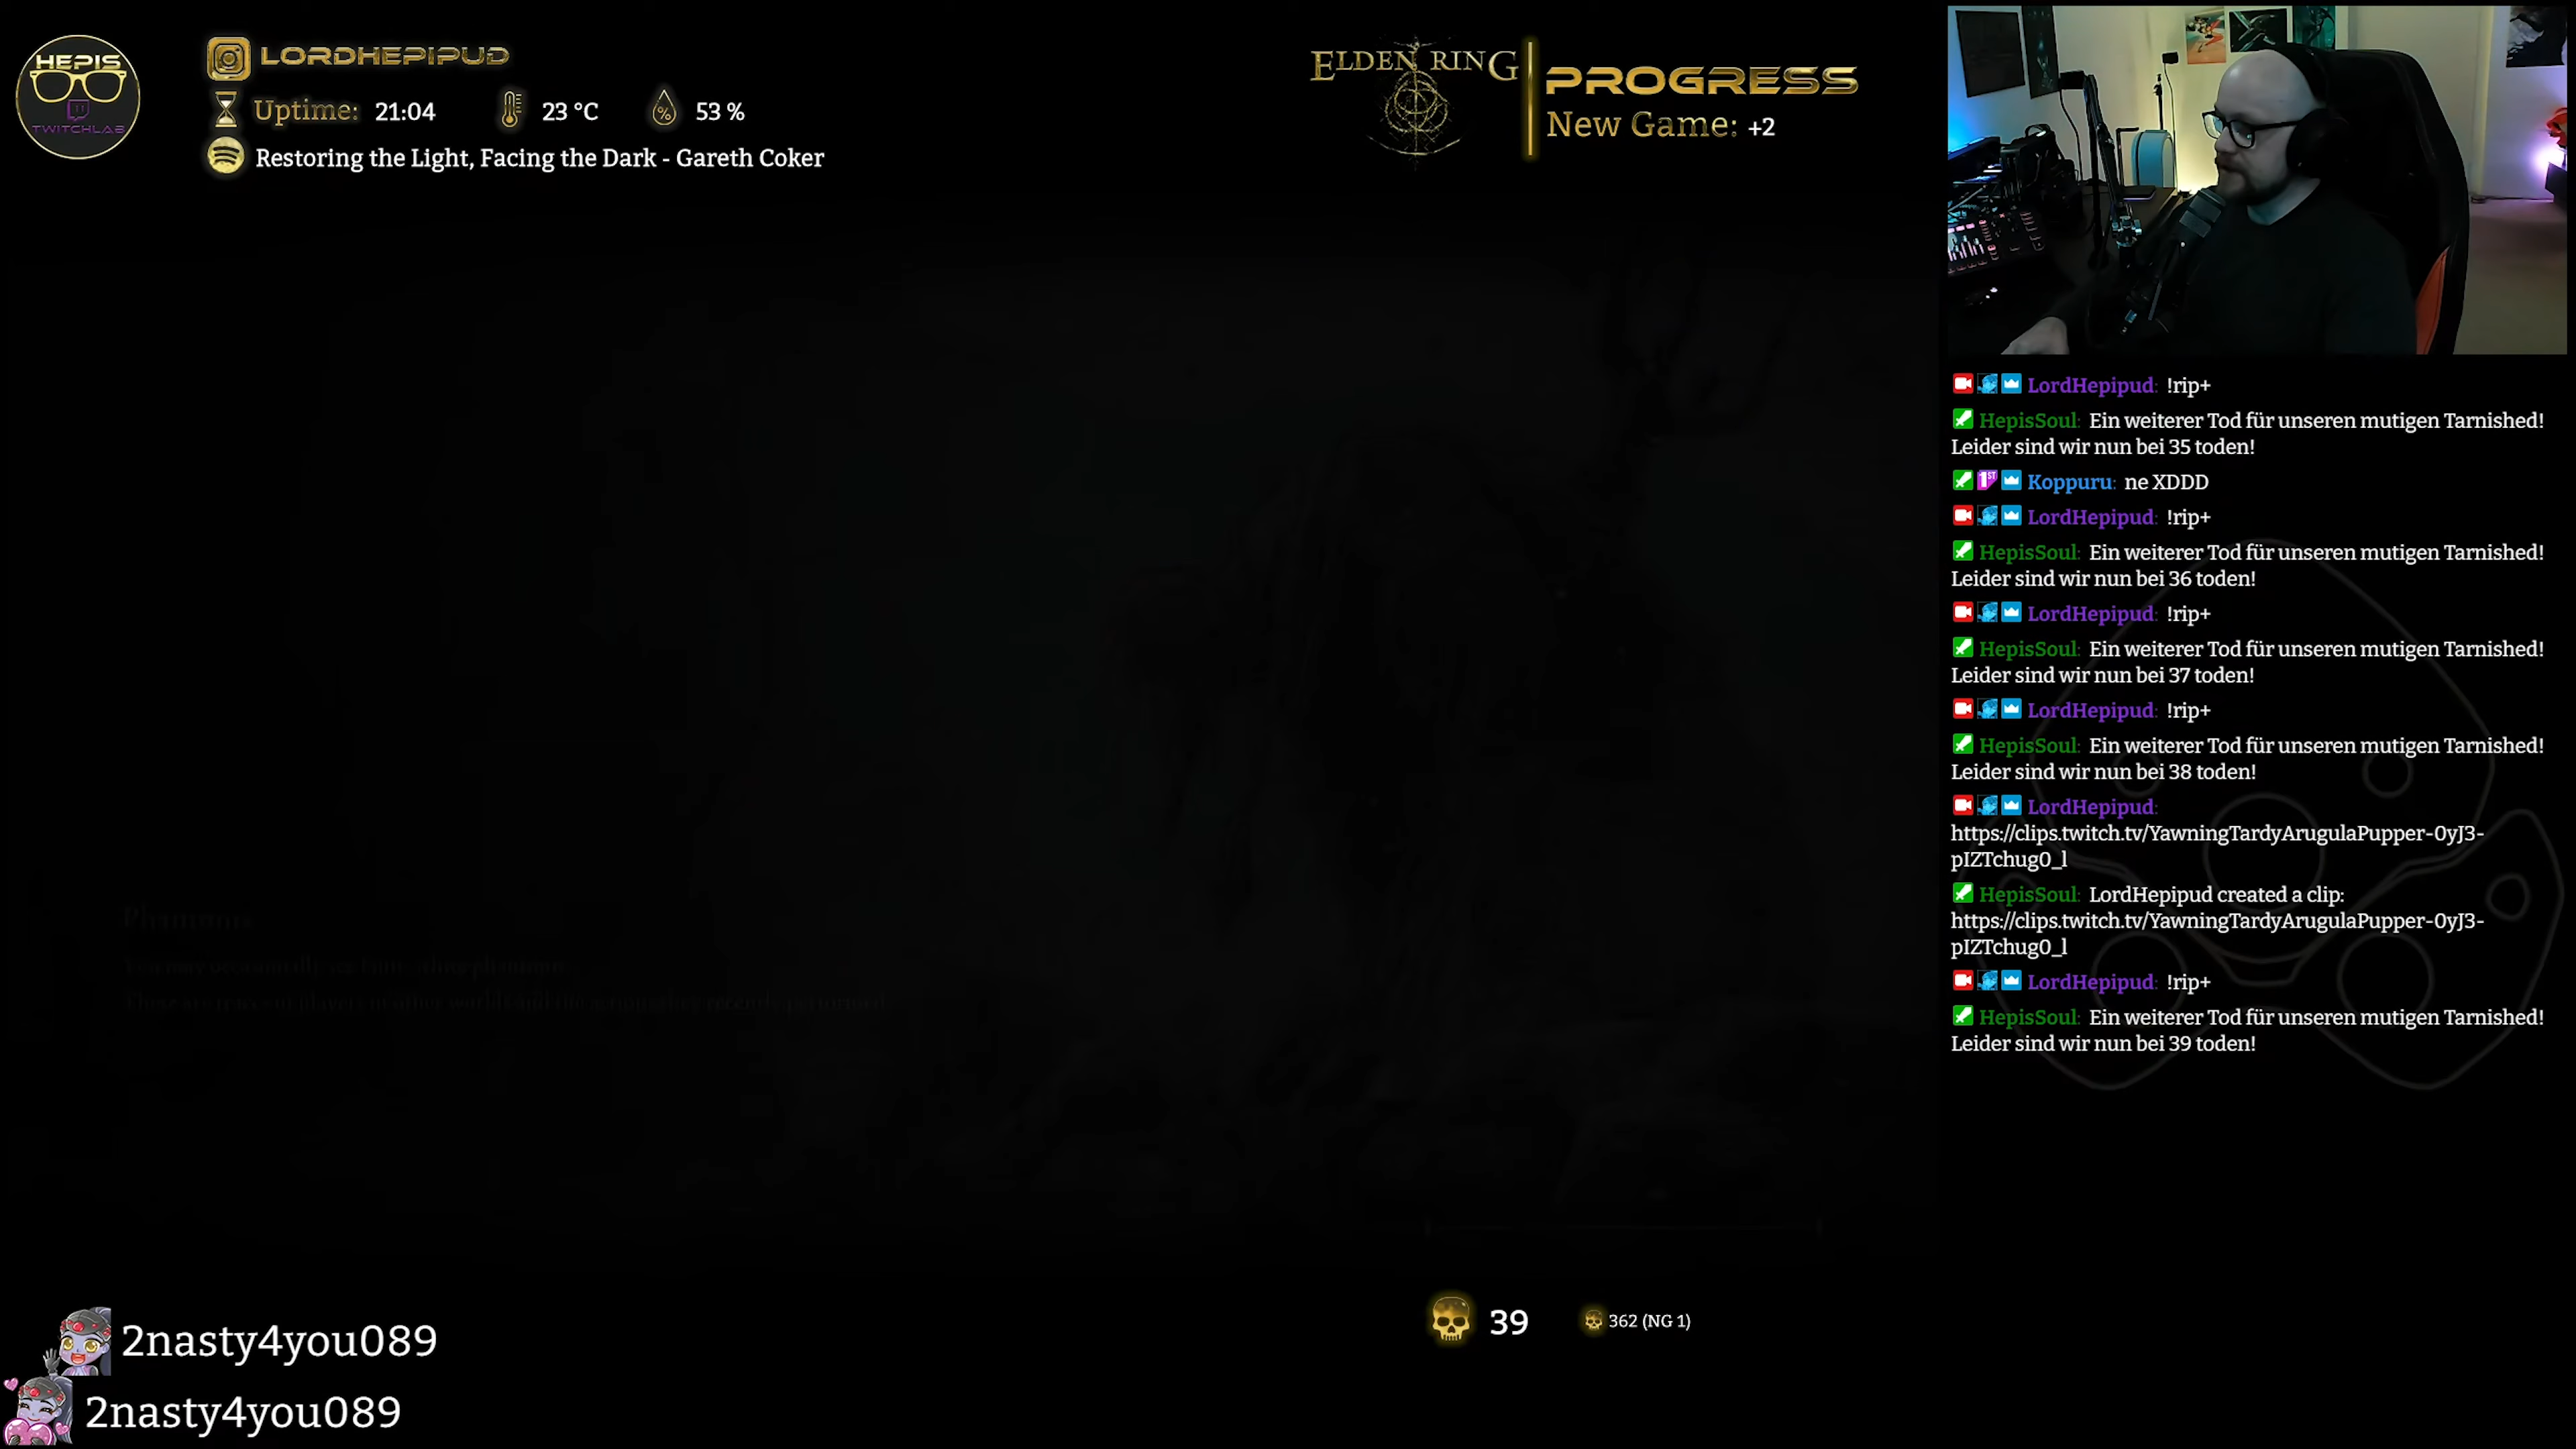 HEPIS
TWITCHLAB
LORDHEPIPUD
Uptime: 21:04 23 °C % 53 %
Restoring the Light, Facing the Dark - Gareth Coker
ELDEN RING
PROGRESS
New Game: +2
LordHepipud: !rip+
HepisSoul: Ein weiterer Tod für unseren mutigen Tarnished!
Leider sind wir nun bei 35 toden!
1ST Koppuru: ne XDDD
LordHepipud: !rip+
HepisSoul: Ein weiterer Tod für unseren mutigen Tarnished!
Leider sind wir nun bei 36 toden!
LordHepipud: !rip+
HepisSoul: Ein weiterer Tod für unseren mutigen Tarnished!
Leider sind wir nun bei 37 toden!
LordHepipud: !rip+
HepisSoul: Ein weiterer Tod für unseren mutigen Tarnished!
Leider sind wir nun bei 38 toden!
LordHepipud:
https://clips.twitch.tv/YawningTardyArugulaPupper-0yJ3-
pIZTchug0_l
HepisSoul: LordHepipud created a clip:
https://clips.twitch.tv/YawningTardyArugulaPupper-0yJ3-
pIZTchug0_l
LordHepipud: !rip+
HepisSoul: Ein weiterer Tod für unseren mutigen Tarnished!
Leider sind wir nun bei 39 toden!
Phantoms
39 362 (NG 1)
2nasty4you089
2nasty4you089